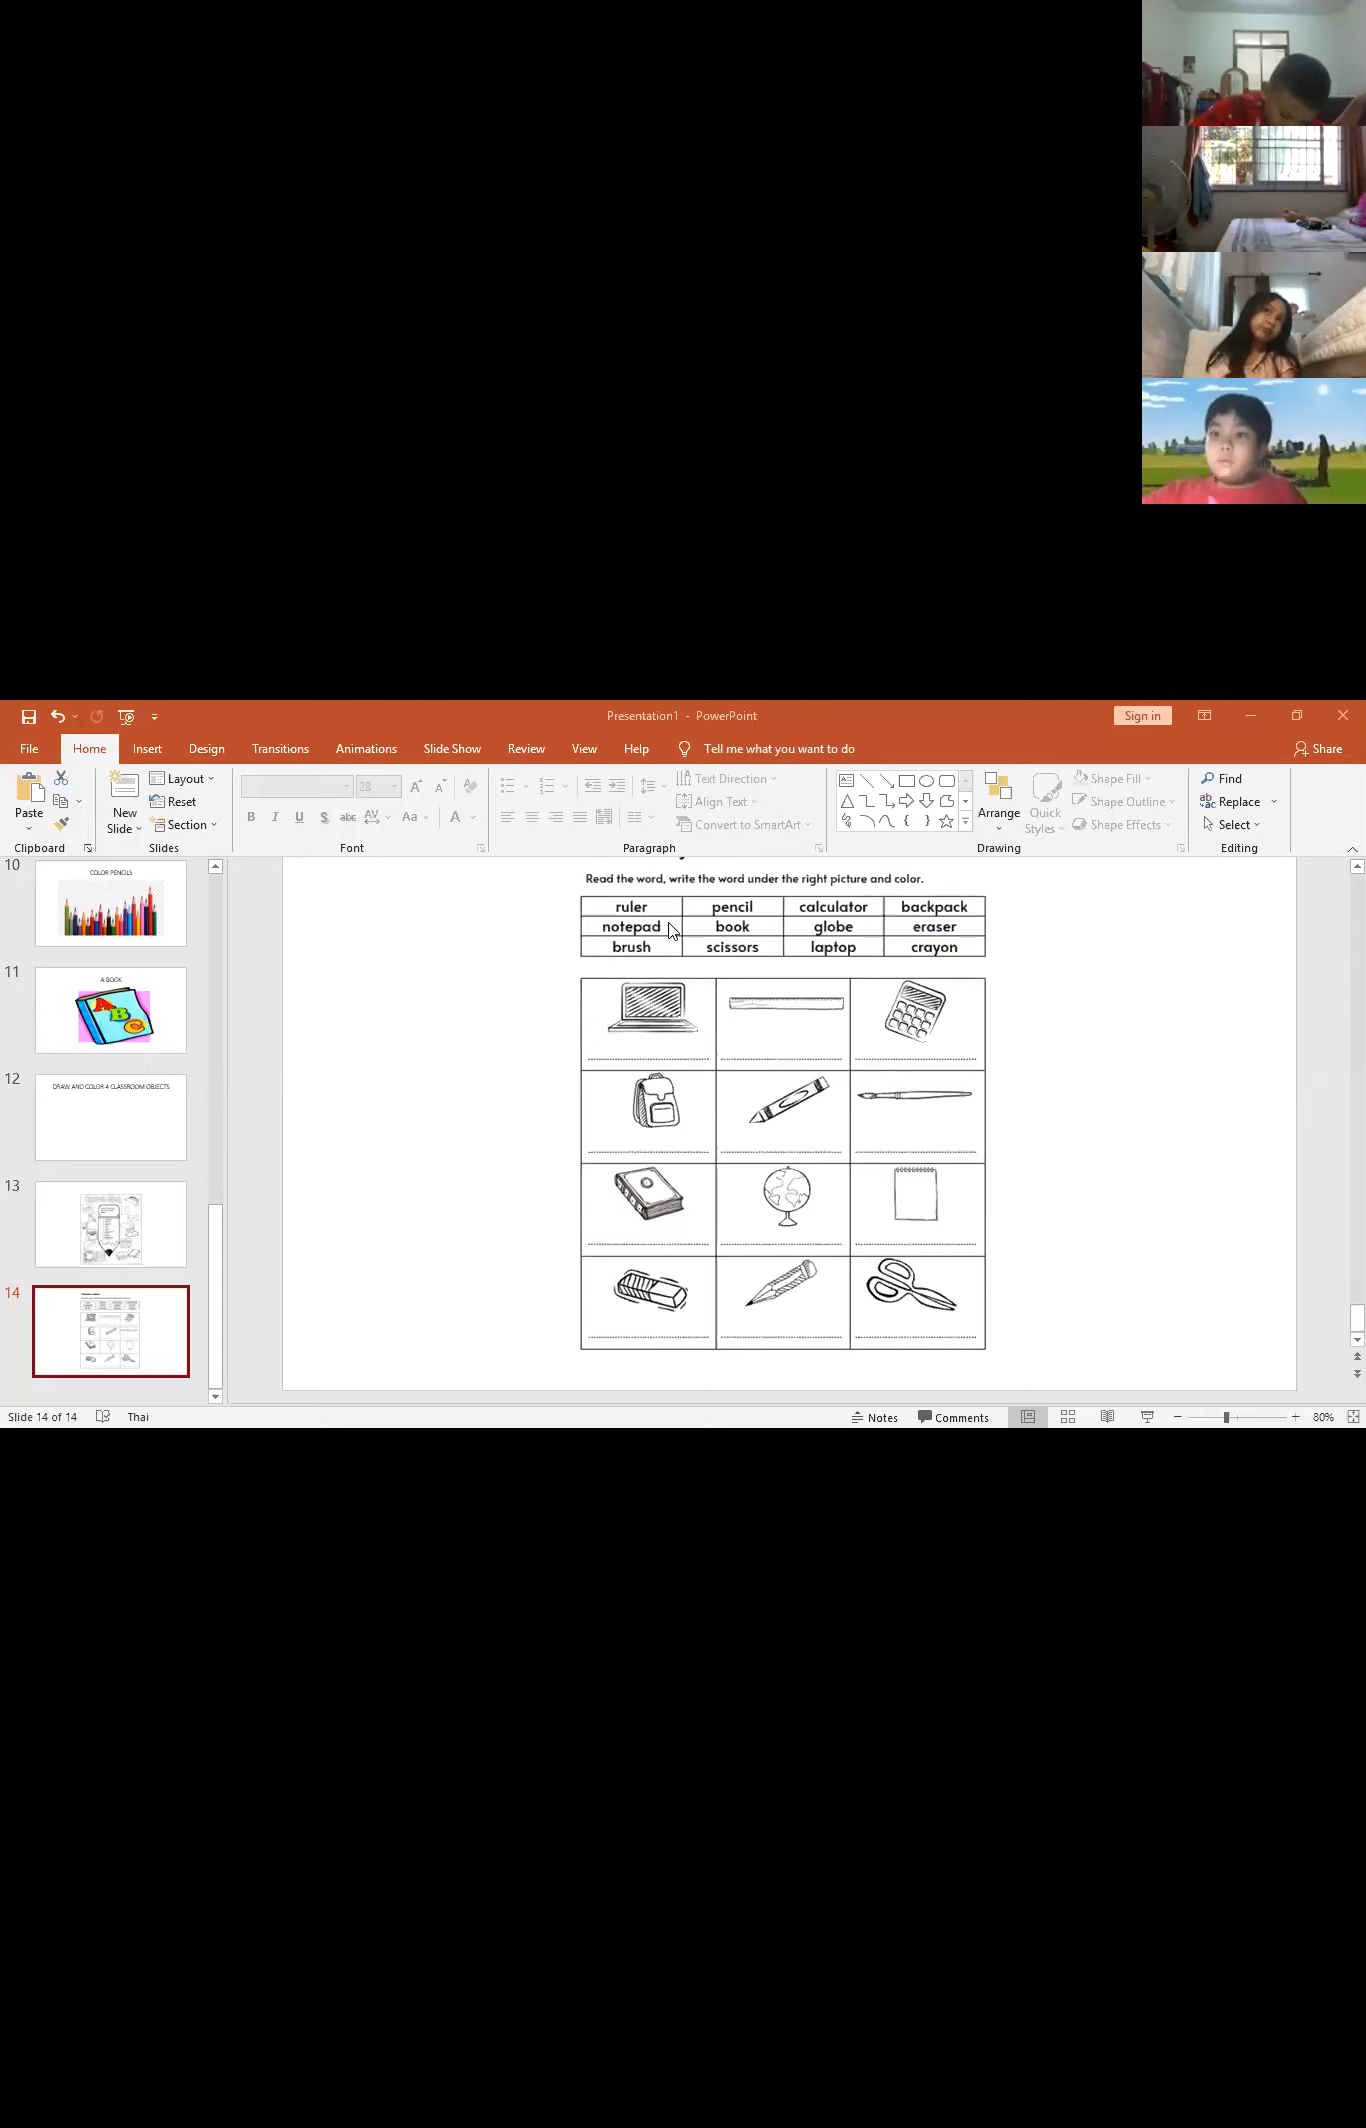 Presentation1 - PowerPoint
Sign in
File Home Insert Design Transitions Animations Slide Show Review View Help Tell me what you want to do Share
Paste
Clipboard
New Slide
Layout
Reset
Section
Slides
28
B I U S abc AV Aa A
Font
Text Direction
Align Text
Convert to SmartArt
Paragraph
Arrange
Quick Styles
Shape Fill
Shape Outline
Shape Effects
Drawing
Find
Replace
Select
Editing
10
COLOR PENCILS
11
A BOOK
A B C
12
DRAW AND COLOR 4 CLASSROOM OBJECTS
13
14
Read the word, write the word under the right picture and color.
ruler pencil calculator backpack
notepad book globe eraser
brush scissors laptop crayon
Slide 14 of 14 Thai Notes Comments 80%